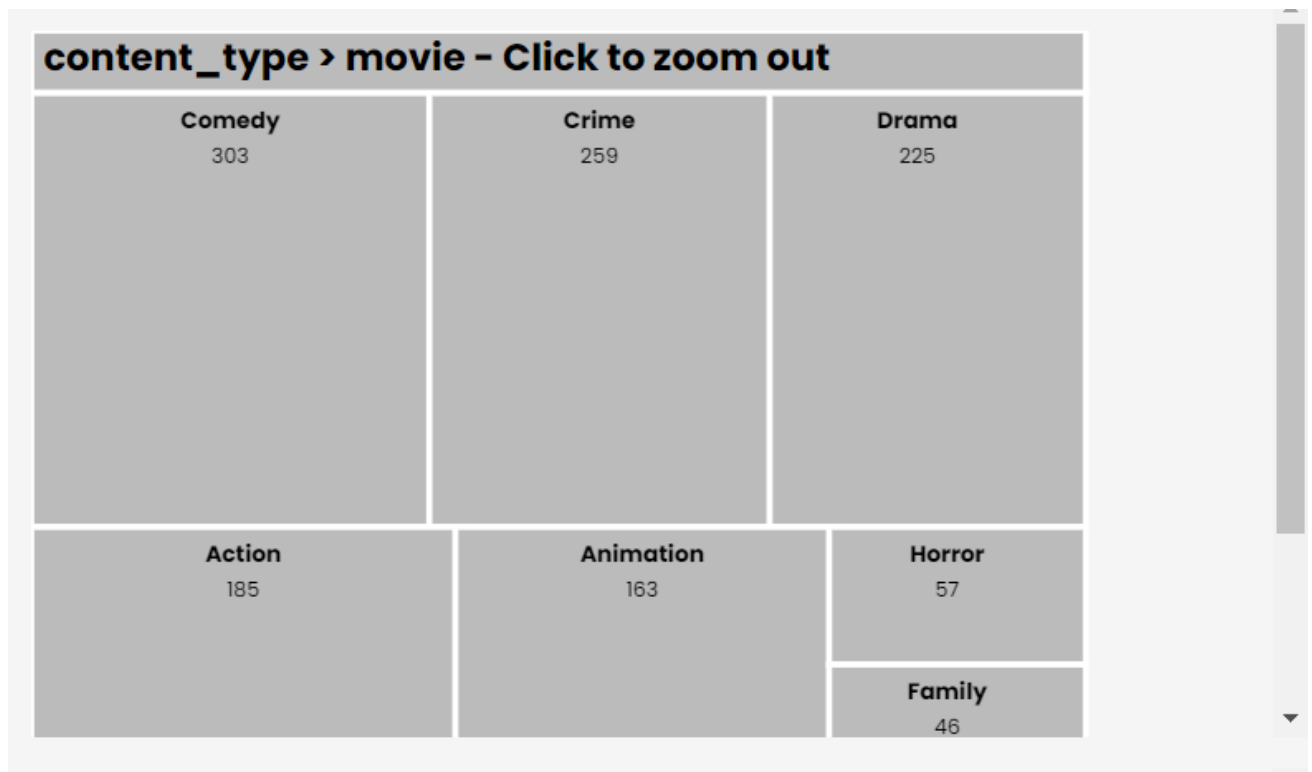 content_type > movie - Click to zoom out
Comedy
303
Crime
259
Drama
225
Action
185
Animation
163
Horror
57
Family
46